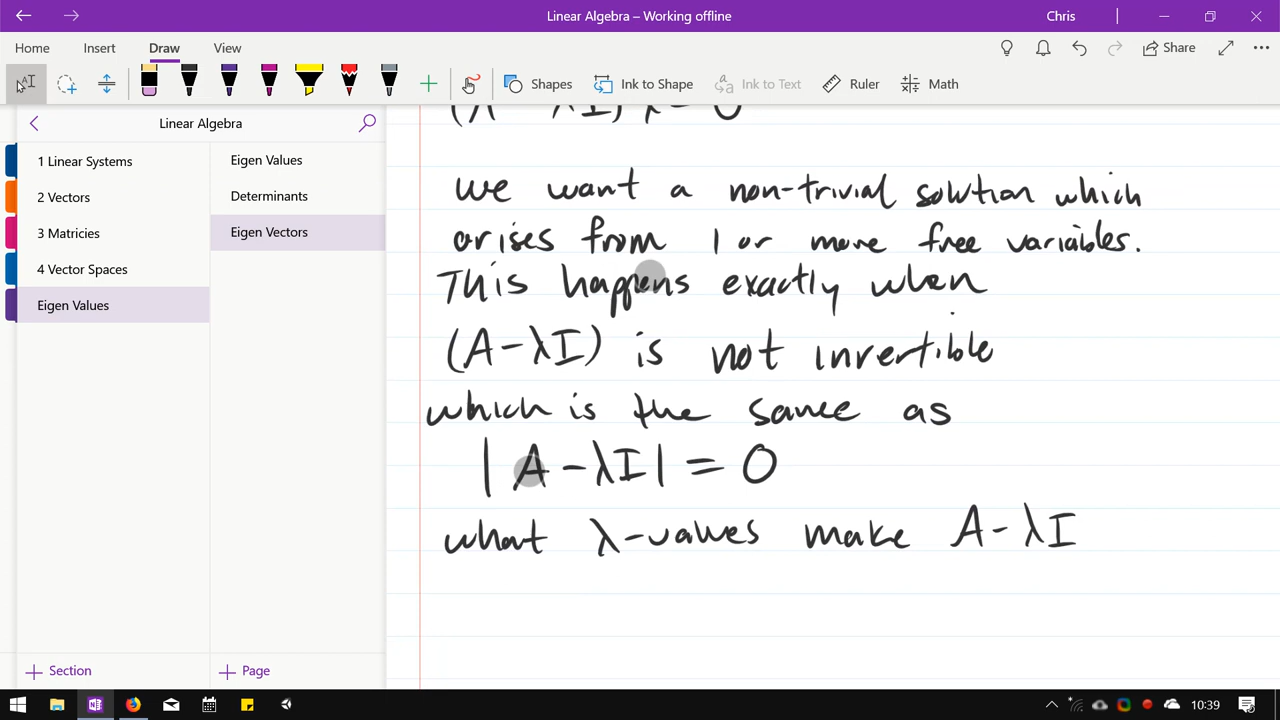 Linear Algebra – Working offline
Chris
Home Insert Draw View
Share
Shapes Ink to Shape Ink to Text Ruler Math
Linear Algebra
1 Linear Systems
2 Vectors
3 Matricies
4 Vector Spaces
Eigen Values
Eigen Values
Determinants
Eigen Vectors
We want a non-trivial solution which
arises from 1 or more free variables.
This happens exactly when
(A-λI) is not invertible
which is the same as
|A-λI| = 0
what λ-values make A-λI
Section
Page
10:39